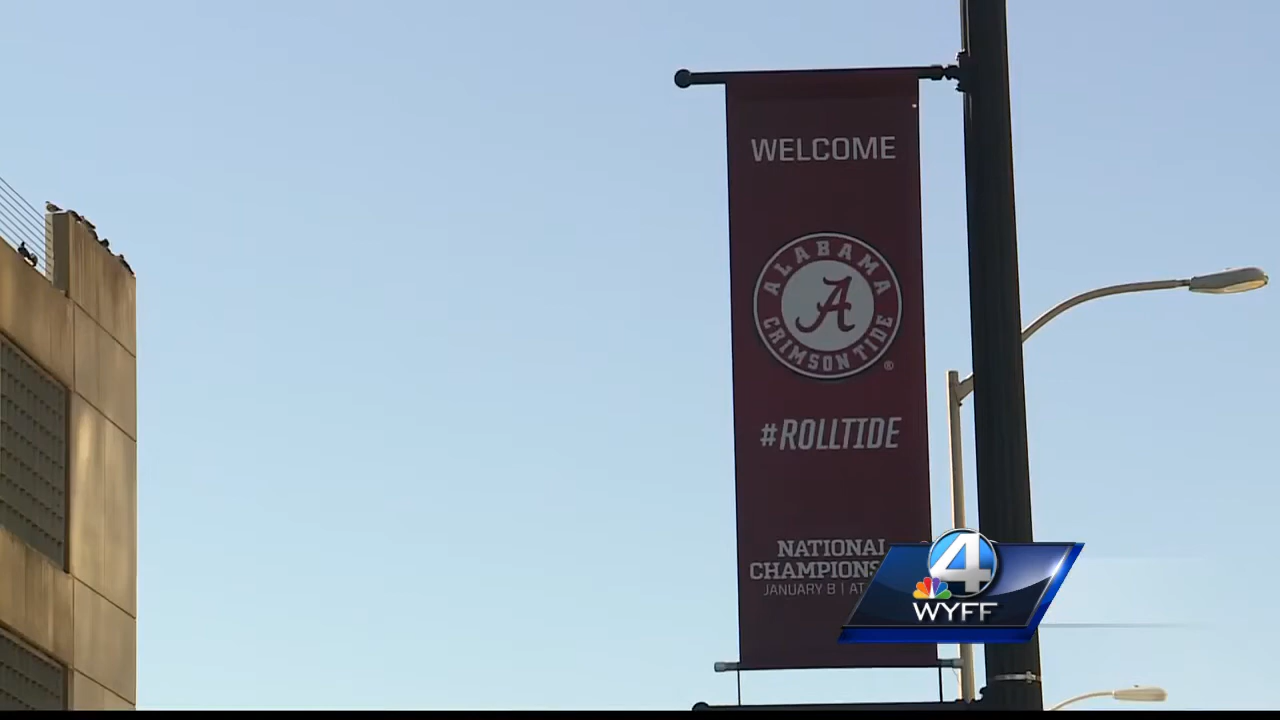 WELCOME
ALABAMA
A
CRIMSON TIDE
®
#ROLLTIDE
NATIONAL
CHAMPIONS
JANUARY 8 | AT
4
WYFF